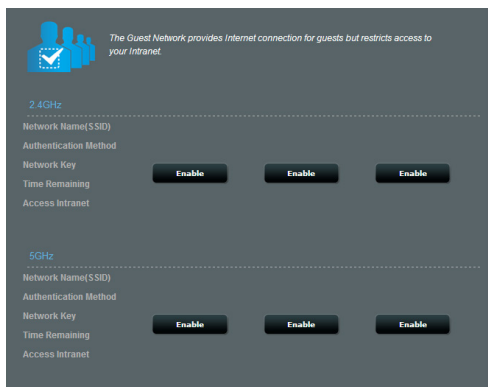 The Guest Network provides Internet connection for guests but restricts access to
your Intranet.
2.4GHz
Network Name(SSID)
Authentication Method
Network Key
Enable Enable Enable
Time Remaining
Access Intranet
5GHz
Network Name(SSID)
Authentication Method
Network Key
Enable Enable Enable
Time Remaining
Access Intranet